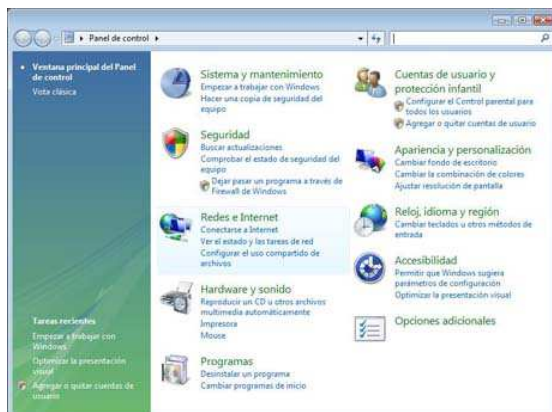 Panel de control
Ventana principal del Panel
de control
Vista clásica
Tareas recientes
Empezar a trabajar con
Windows
Optimizar la presentación
visual
Agregar o quitar cuentas de
usuario
Sistema y mantenimiento
Empezar a trabajar con Windows
Hacer una copia de seguridad del
equipo
Seguridad
Buscar actualizaciones
Comprobar el estado de seguridad del
equipo
Dejar pasar un programa a través de
Firewall de Windows
Redes e Internet
Conectarse a Internet
Ver el estado y las tareas de red
Configurar el uso compartido de
archivos
Hardware y sonido
Reproducir un CD u otros archivos
multimedia automáticamente
Impresora
Mouse
Programas
Desinstalar un programa
Cambiar programas de inicio
Cuentas de usuario y
protección infantil
Configurar el Control parental para
todos los usuarios
Agregar o quitar cuentas de usuario
Apariencia y personalización
Cambiar fondo de escritorio
Cambiar la combinación de colores
Ajustar resolución de pantalla
Reloj, idioma y región
Cambiar teclados u otros métodos de
entrada
Accesibilidad
Permitir que Windows sugiera
parámetros de configuración
Optimizar la presentación visual
Opciones adicionales